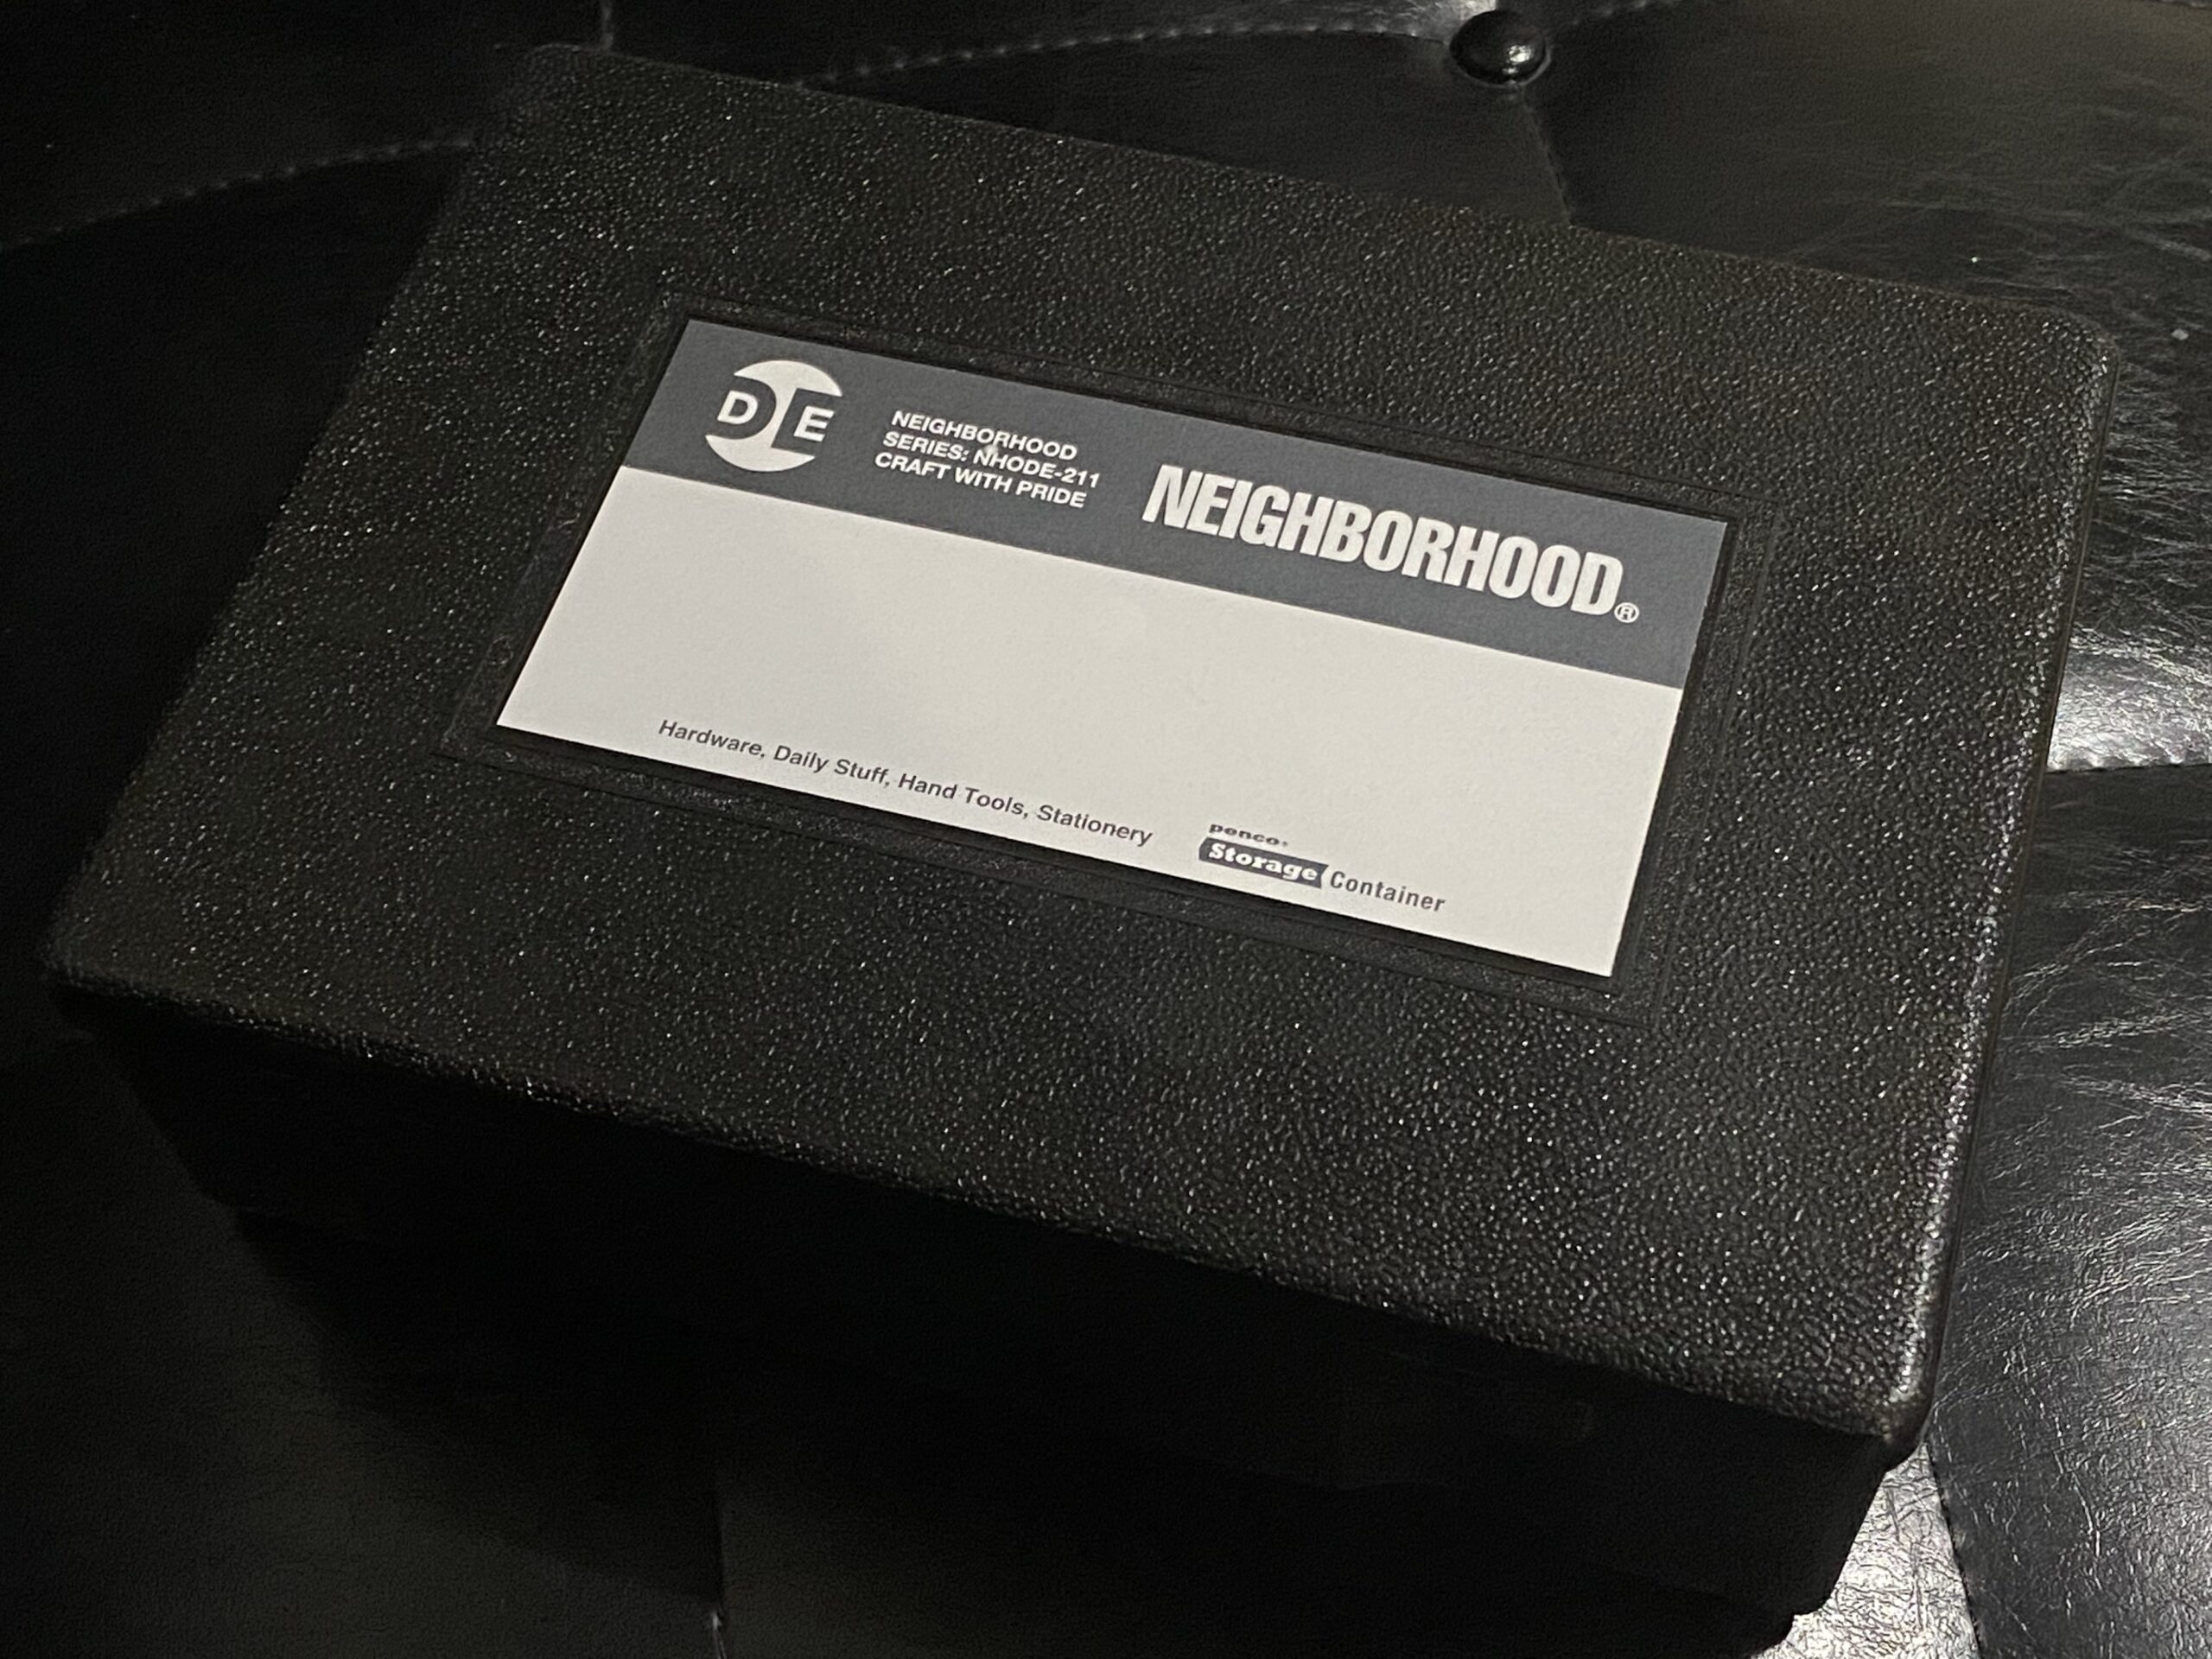 DE
NEIGHBORHOOD
SERIES: NHODE-211
CRAFT WITH PRIDE
NEIGHBORHOOD®
Hardware, Daily Stuff, Hand Tools, Stationery
penco®
Storage Container